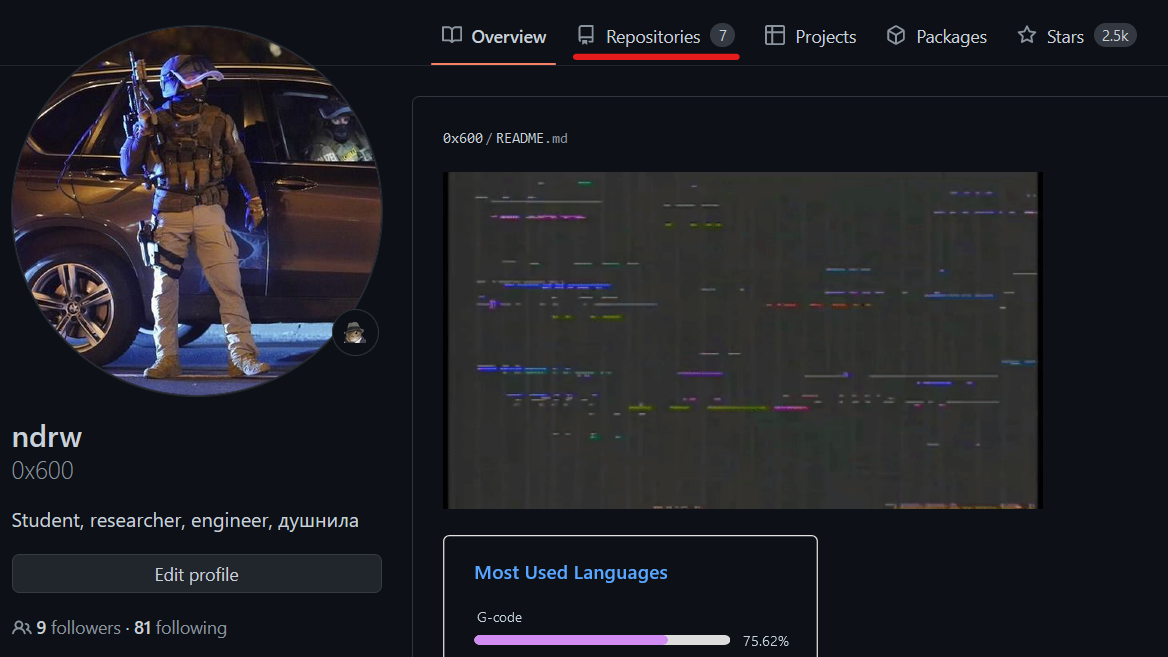 Overview Repositories 7 Projects Packages Stars 2.5k
0x600 / README.md
ndrw
0x600
Student, researcher, engineer, душнила
Edit profile
9 followers · 81 following
Most Used Languages
G-code
75.62%